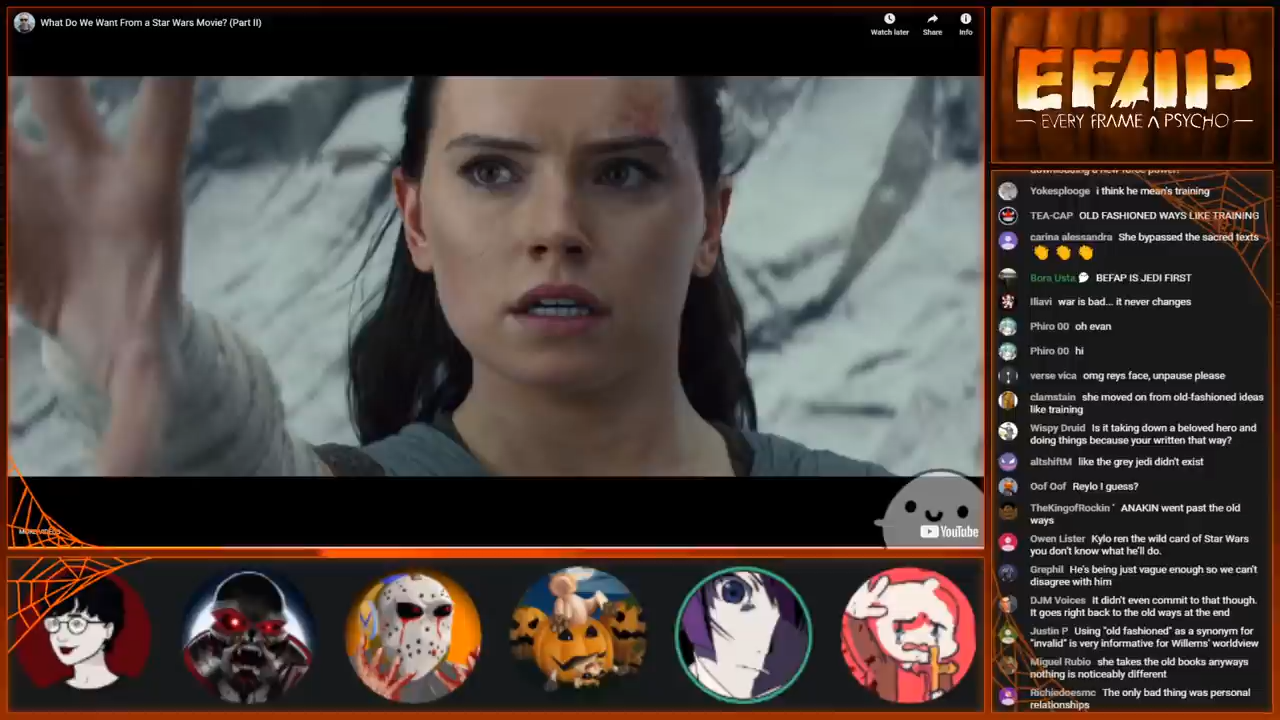 What Do We Want From a Star Wars Movie? (Part II)
Watch later
Share
Info
YouTube
EFAP
EVERY FRAME A PSYCHO
downloading a new force power?
Yokesplooge i think he mean's training
TEA-CAP OLD FASHIONED WAYS LIKE TRAINING
carina alessandra She bypassed the sacred texts
👏 👏 👏
Bora Usta BEFAP IS JEDI FIRST
Iliavi war is bad... it never changes
Phiro 00 oh evan
Phiro 00 hi
verse vica omg reys face, unpause please
clamstain she moved on from old-fashioned ideas
like training
Wispy Druid Is it taking down a beloved hero and
doing things because your written that way?
altshiftM like the grey jedi didn't exist
Oof Oof Reylo I guess?
TheKingofRockin ' ANAKIN went past the old
ways
Owen Lister Kylo ren the wild card of Star Wars
you don't know what he'll do.
Grephil He's being just vague enough so we can't
disagree with him
DJM Voices It didn't even commit to that though.
It goes right back to the old ways at the end
Justin P Using "old fashioned" as a synonym for
"invalid" is very informative for Willems' worldview
Miguel Rubio she takes the old books anyways
nothing is noticeably different
Richiedoesmc The only bad thing was personal
relationships